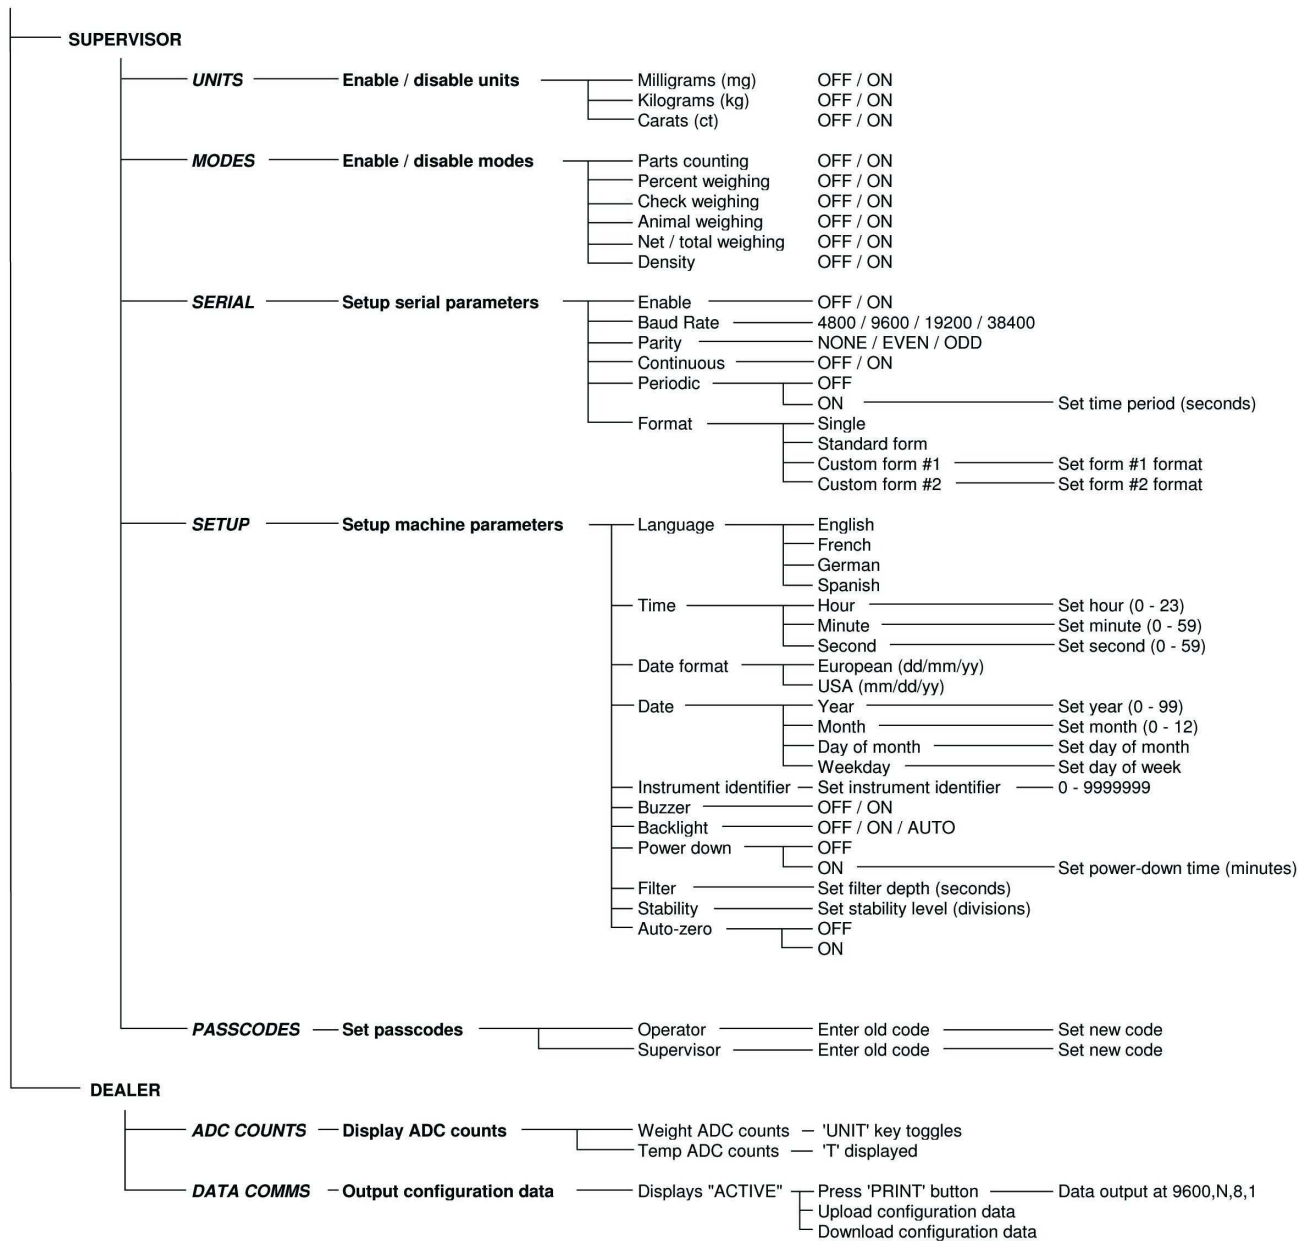 SUPERVISOR
UNITS Enable / disable units Milligrams (mg) OFF / ON
Kilograms (kg) OFF / ON
Carats (ct) OFF / ON
MODES Enable / disable modes Parts counting OFF / ON
Percent weighing OFF / ON
Check weighing OFF / ON
Animal weighing OFF / ON
Net / total weighing OFF / ON
Density OFF / ON
SERIAL Setup serial parameters Enable OFF / ON
Baud Rate 4800 / 9600 / 19200 / 38400
Parity NONE / EVEN / ODD
Continuous OFF / ON
Periodic OFF
ON Set time period (seconds)
Format Single
Standard form
Custom form #1 Set form #1 format
Custom form #2 Set form #2 format
SETUP Setup machine parameters Language English
French
German
Spanish
Time Hour Set hour (0 - 23)
Minute Set minute (0 - 59)
Second Set second (0 - 59)
Date format European (dd/mm/yy)
USA (mm/dd/yy)
Date Year Set year (0 - 99)
Month Set month (0 - 12)
Day of month Set day of month
Weekday Set day of week
Instrument identifier Set instrument identifier 0 - 9999999
Buzzer OFF / ON
Backlight OFF / ON / AUTO
Power down OFF
ON Set power-down time (minutes)
Filter Set filter depth (seconds)
Stability Set stability level (divisions)
Auto-zero OFF
ON
PASSCODES Set passcodes Operator Enter old code Set new code
Supervisor Enter old code Set new code
DEALER
ADC COUNTS Display ADC counts Weight ADC counts 'UNIT' key toggles
Temp ADC counts 'T' displayed
DATA COMMS Output configuration data Displays "ACTIVE" Press 'PRINT' button Data output at 9600,N,8,1
Upload configuration data
Download configuration data